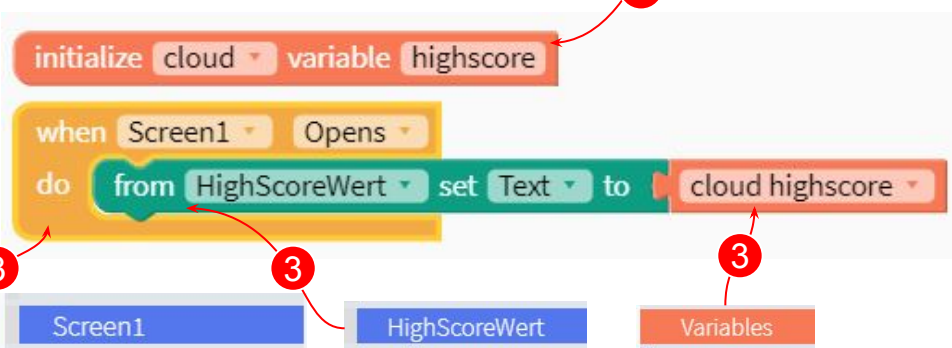 initialize cloud variable highscore
when Screen1 Opens
do from HighScoreWert set Text to cloud highscore
3 3 3
Screen1 HighScoreWert Variables